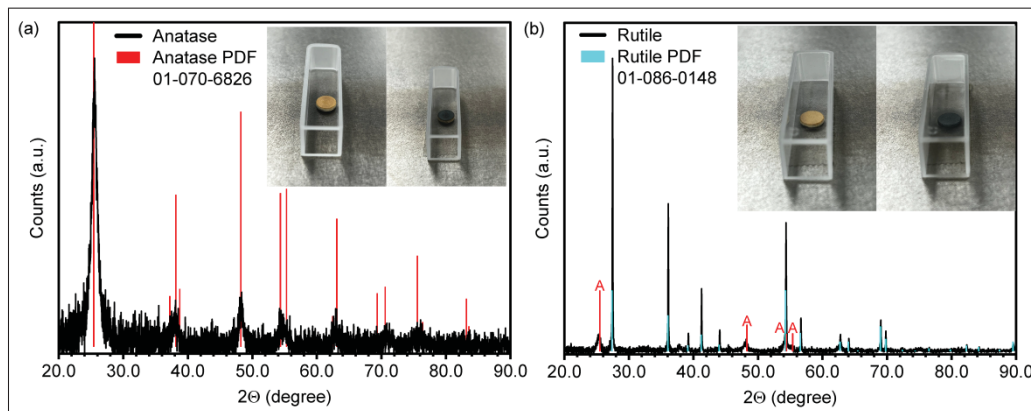 (a)
Anatase
Anatase PDF
01-070-6826
Counts (a.u.)
20.0 30.0 40.0 50.0 60.0 70.0 80.0 90.0
2Θ (degree)
(b)
Rutile
Rutile PDF
01-086-0148
Counts (a.u.)
A
A
A A
20.0 30.0 40.0 50.0 60.0 70.0 80.0 90.0
2Θ (degree)